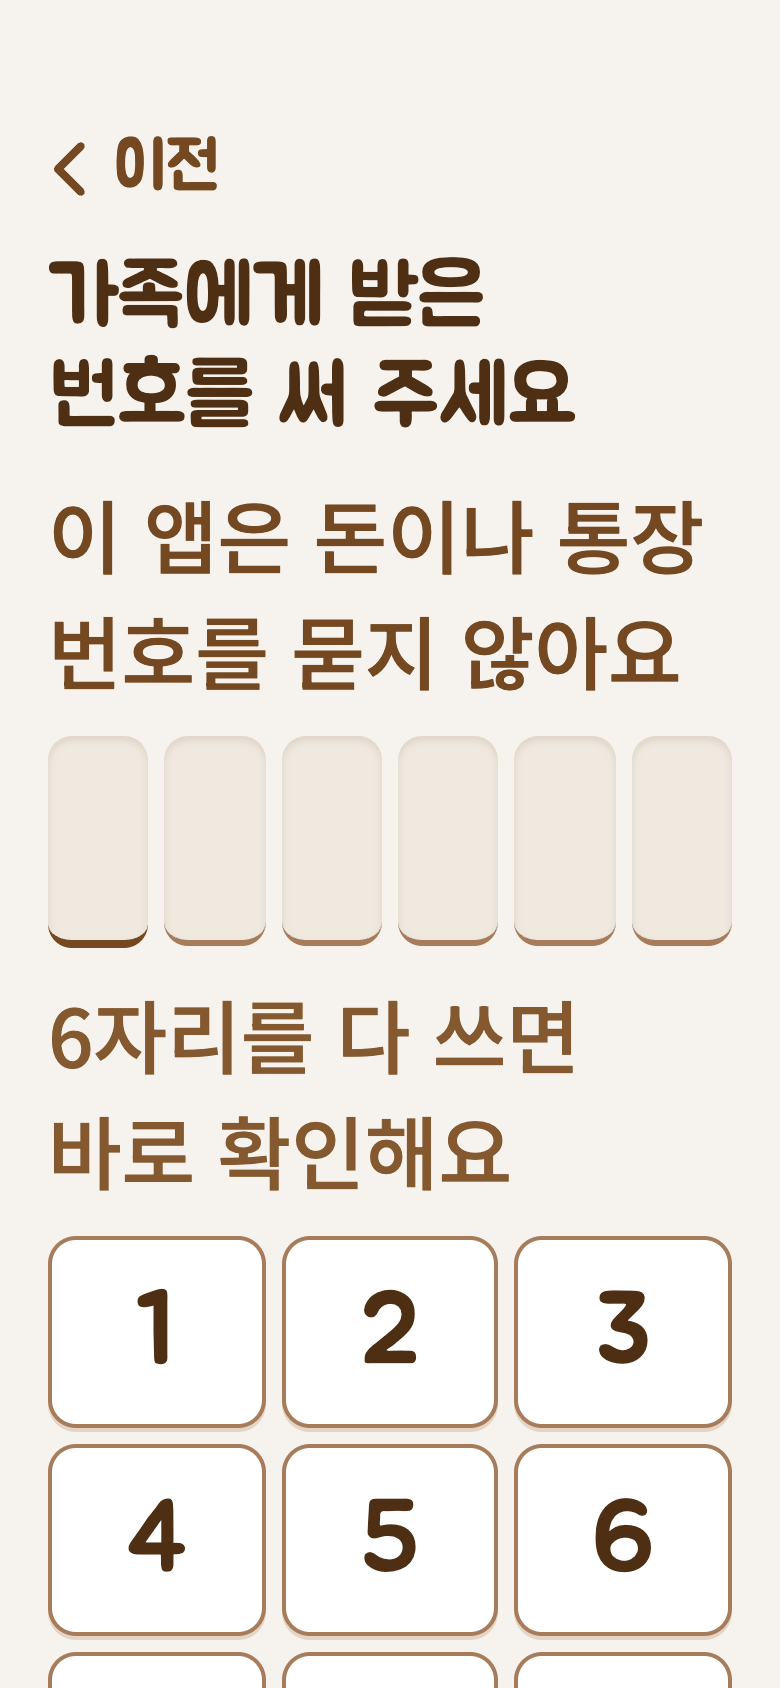 이전
가족에게 받은
번호를 써 주세요
이 앱은 돈이나 통장
번호를 묻지 않아요
6자리를 다 쓰면
바로 확인해요
1 2 3
4 5 6